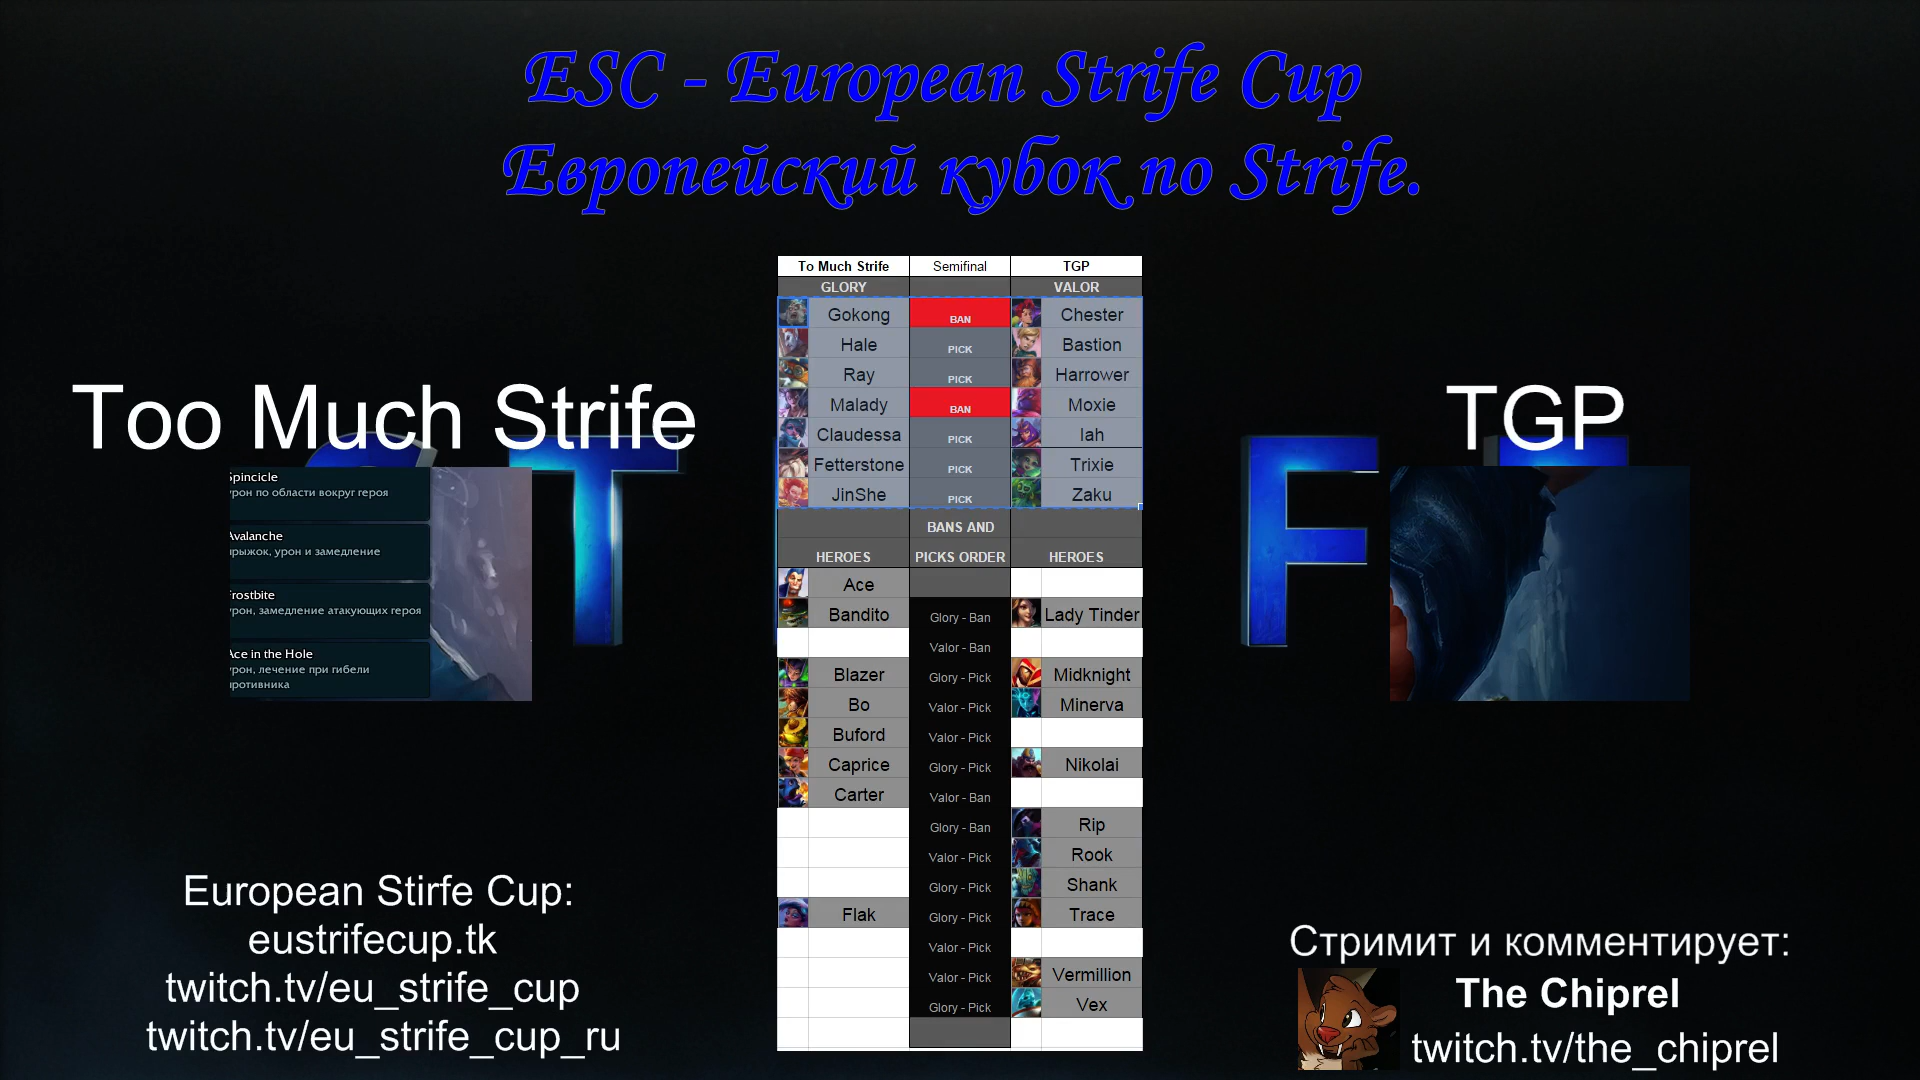 ESC - European Strife Cup
Европейский кубок по Strife.
To Much Strife Semifinal TGP
GLORY VALOR
Gokong BAN Chester
Hale PICK Bastion
Ray PICK Harrower
Malady BAN Moxie
Claudessa PICK Iah
Fetterstone PICK Trixie
JinShe PICK Zaku
BANS AND
HEROES PICKS ORDER HEROES
Ace
Bandito Glory - Ban Lady Tinder
Valor - Ban
Blazer Glory - Pick Midknight
Bo Valor - Pick Minerva
Buford Valor - Pick
Caprice Glory - Pick Nikolai
Carter Valor - Ban
Glory - Ban Rip
Valor - Pick Rook
Glory - Pick Shank
Flak Glory - Pick Trace
Valor - Pick
Valor - Pick Vermillion
Glory - Pick Vex
Too Much Strife
Spincicle
урон по области вокруг героя
Avalanche
прыжок, урон и замедление
Frostbite
урон, замедление атакующих героя
Ace in the Hole
урон, лечение при гибели
противника
TGP
T
F
European Stirfe Cup:
eustrifecup.tk
twitch.tv/eu_strife_cup
twitch.tv/eu_strife_cup_ru
Стримит и комментирует:
The Chiprel
twitch.tv/the_chiprel